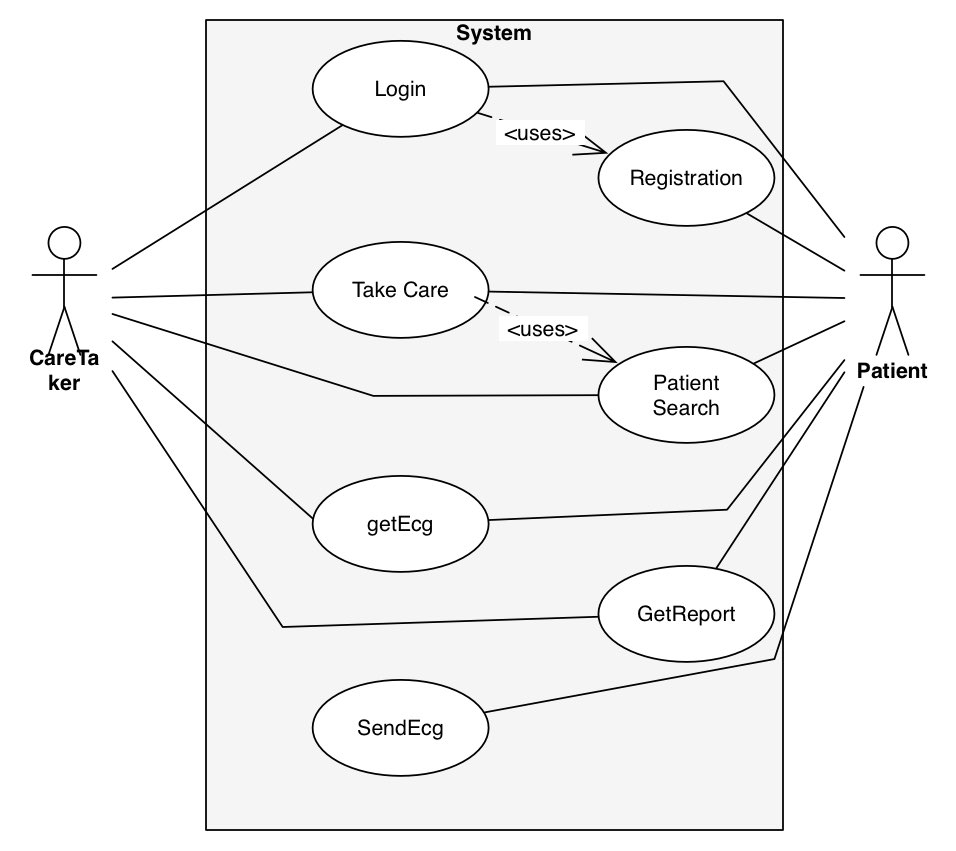 System
Login
<uses>
Registration
Take Care
<uses>
CareTa
ker
Patient
Patient
Search
getEcg
GetReport
SendEcg